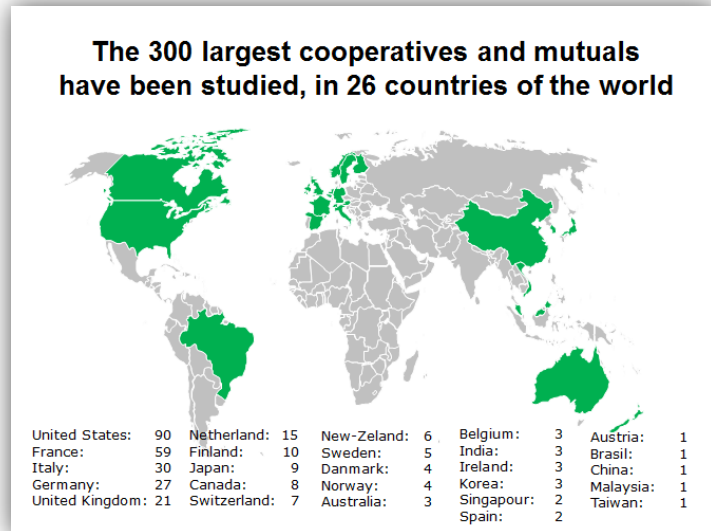 The 300 largest cooperatives and mutuals
have been studied, in 26 countries of the world
United States: 90
France: 59
Italy: 30
Germany: 27
United Kingdom: 21
Netherland: 15
Finland: 10
Japan: 9
Canada: 8
Switzerland: 7
New-Zeland: 6
Sweden: 5
Danmark: 4
Norway: 4
Australia: 3
Belgium: 3
India: 3
Ireland: 3
Korea: 3
Singapour: 2
Spain: 2
Austria: 1
Brasil: 1
China: 1
Malaysia: 1
Taiwan: 1